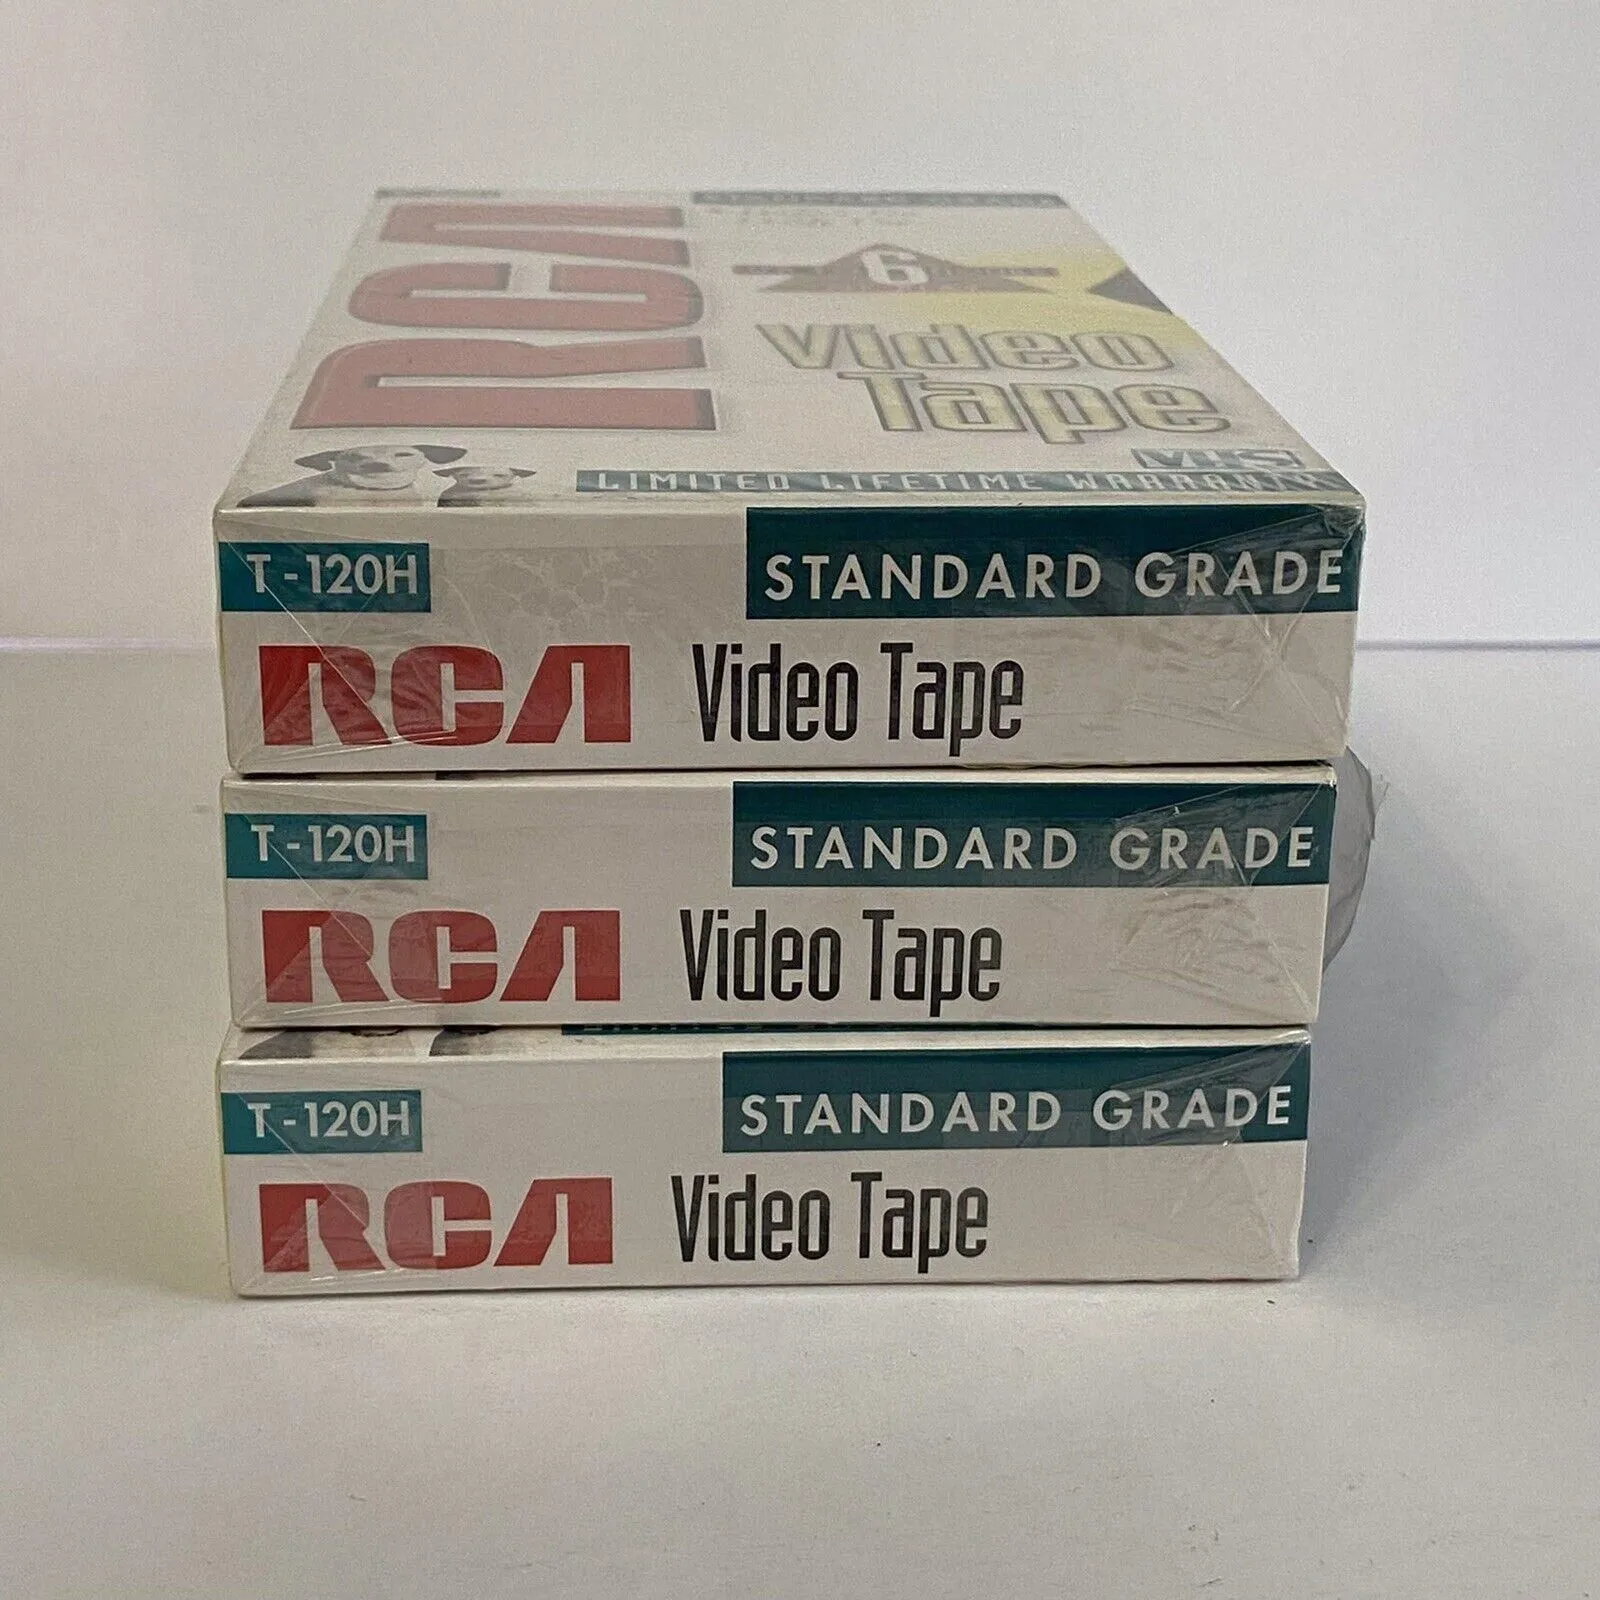 RCA
6
Video
Tape
VHS
LIMITED LIFETIME WARRANTY
T-120H
STANDARD GRADE
RCA Video Tape
T-120H
STANDARD GRADE
RCA Video Tape
T-120H
STANDARD GRADE
RCA Video Tape